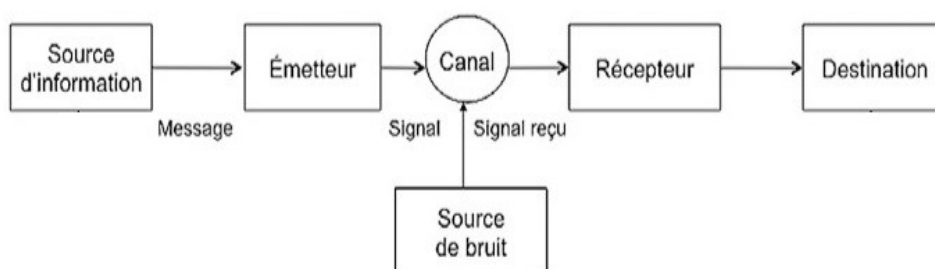 Source
d'information
Émetteur
Canal
Récepteur
Destination
Message
Signal
Signal reçu
Source
de bruit